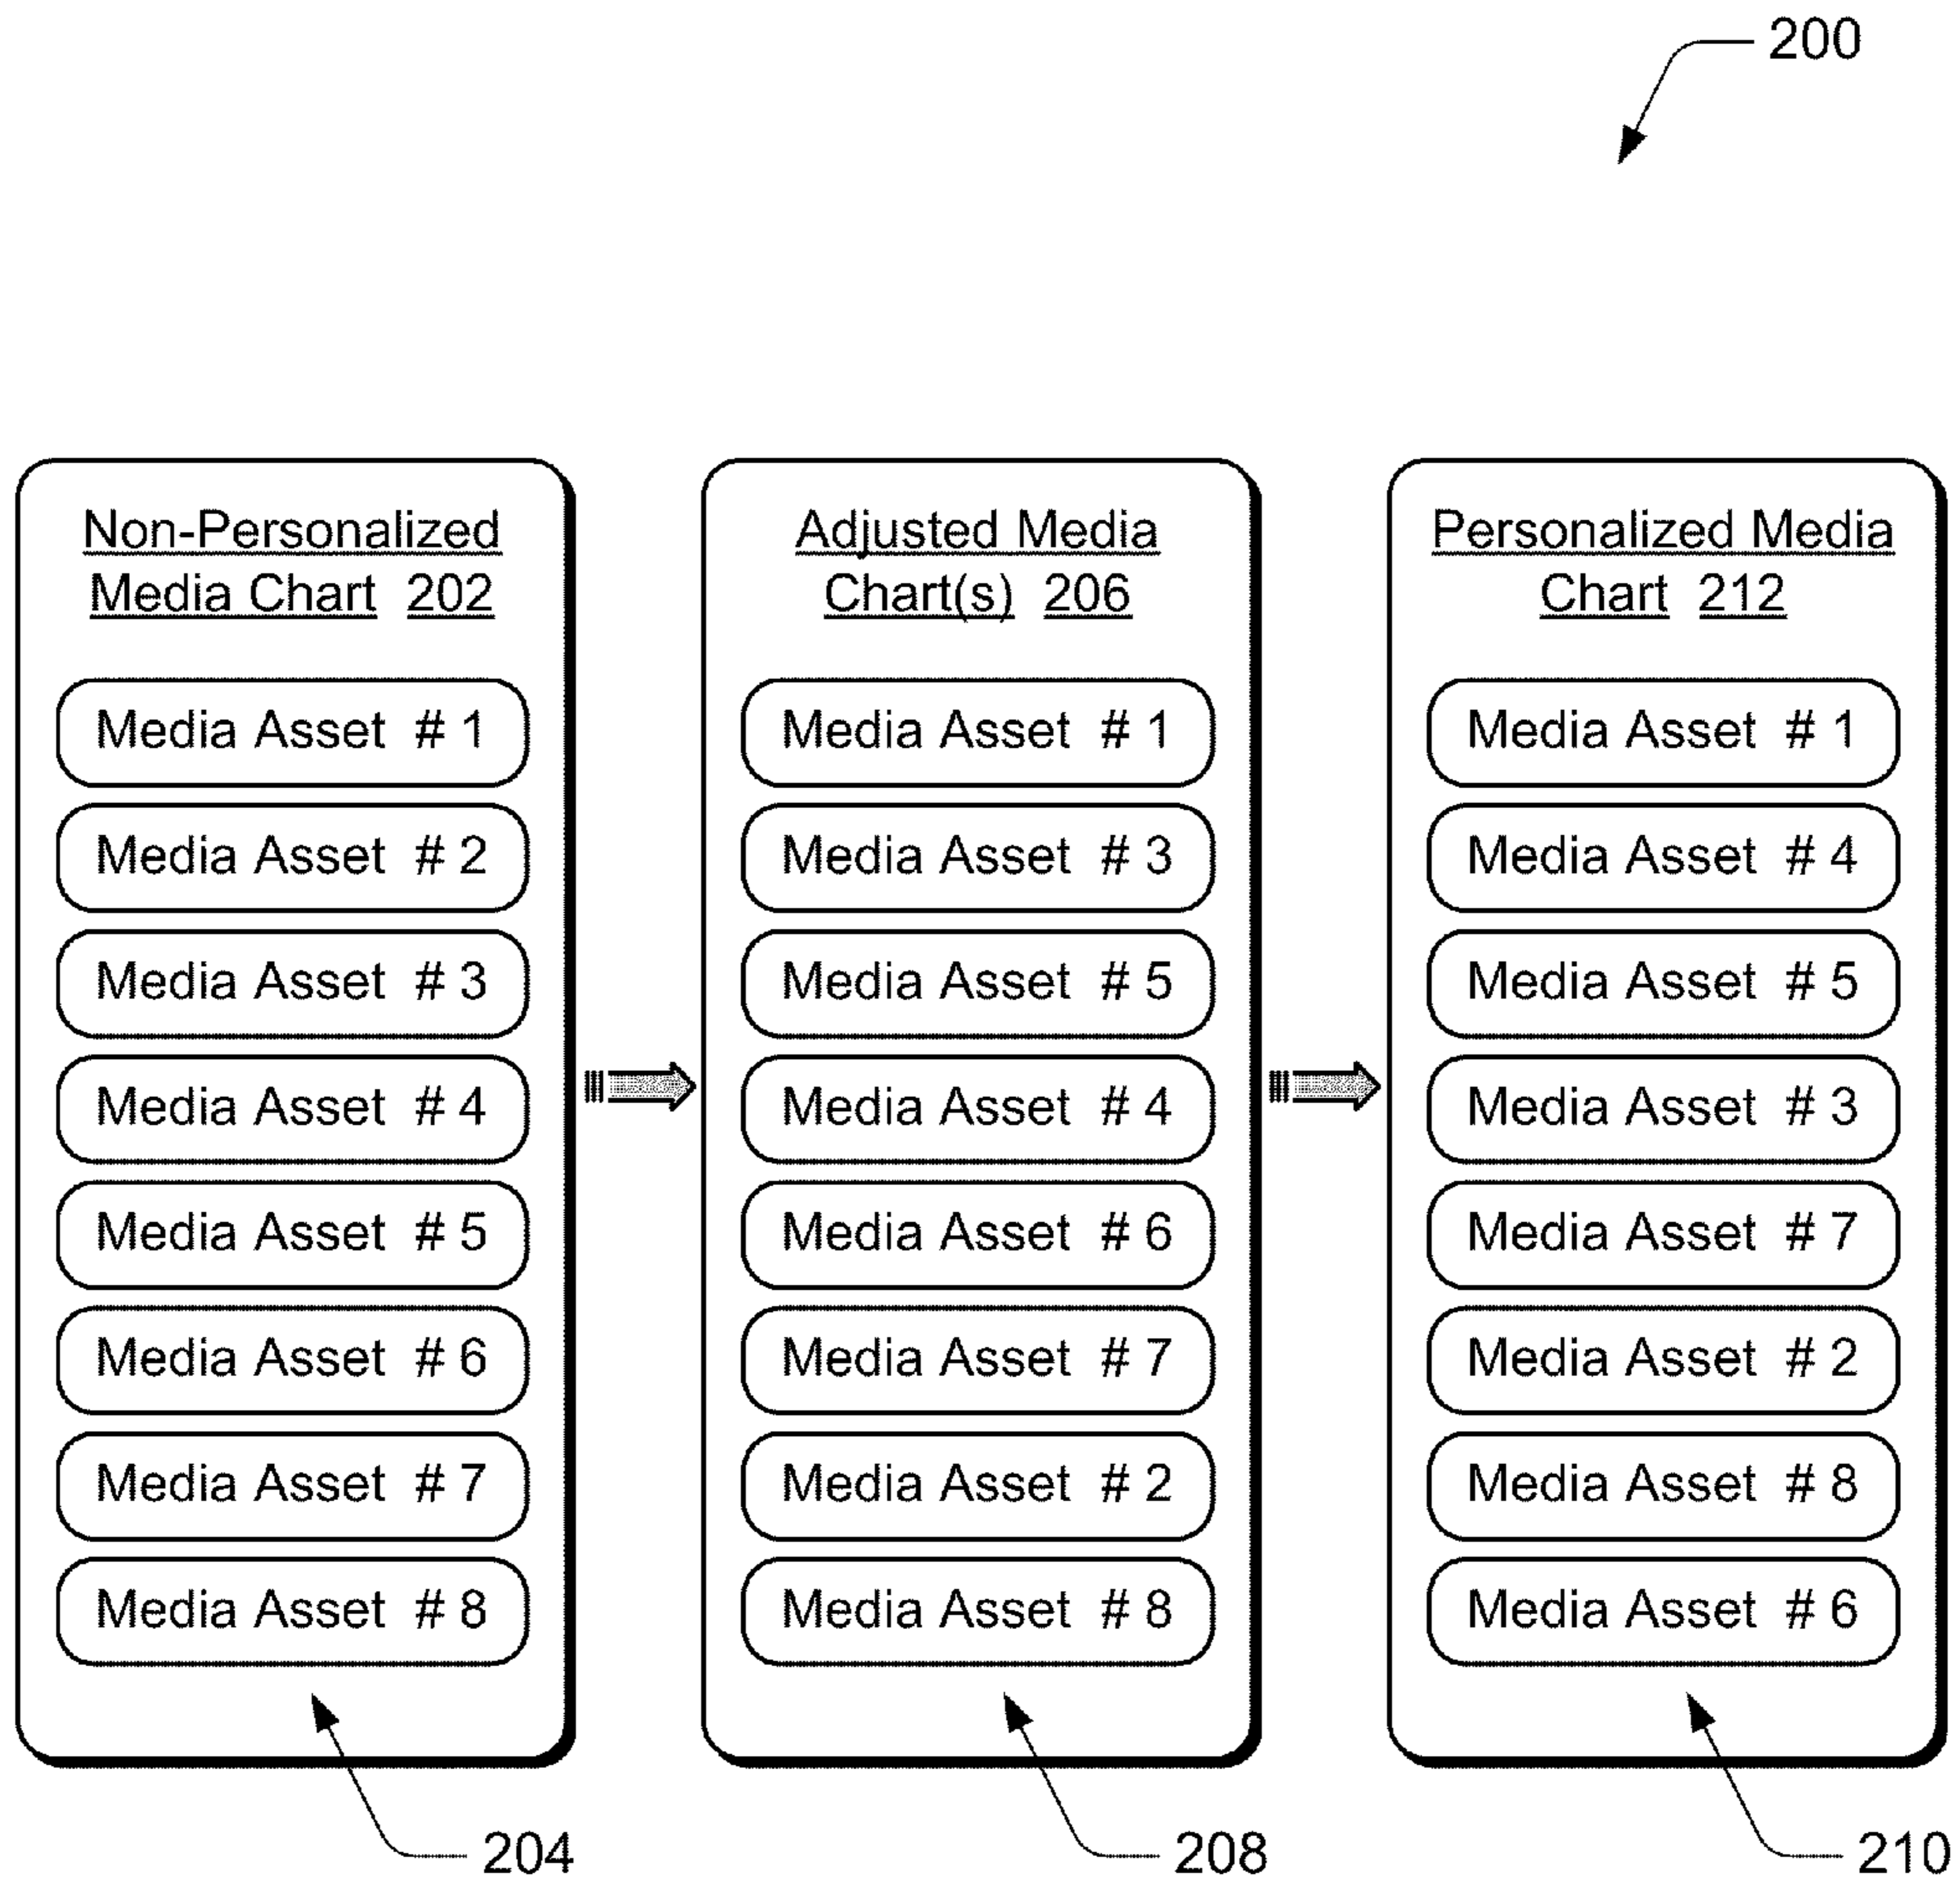 200
Non-Personalized
Media Chart 202
Media Asset # 1
Media Asset # 2
Media Asset # 3
Media Asset # 4
Media Asset # 5
Media Asset # 6
Media Asset # 7
Media Asset # 8
204
Adjusted Media
Chart(s) 206
Media Asset # 1
Media Asset # 3
Media Asset # 5
Media Asset # 4
Media Asset # 6
Media Asset # 7
Media Asset # 2
Media Asset # 8
208
Personalized Media
Chart 212
Media Asset # 1
Media Asset # 4
Media Asset # 5
Media Asset # 3
Media Asset # 7
Media Asset # 2
Media Asset # 8
Media Asset # 6
210